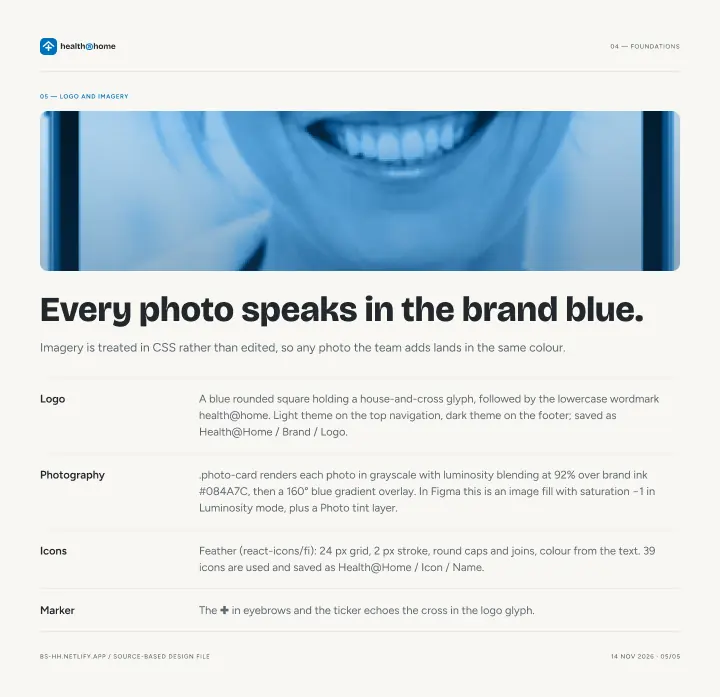 health@home
04 — FOUNDATIONS
05 — LOGO AND IMAGERY
Every photo speaks in the brand blue.
Imagery is treated in CSS rather than edited, so any photo the team adds lands in the same colour.
Logo
A blue rounded square holding a house-and-cross glyph, followed by the lowercase wordmark
health@home. Light theme on the top navigation, dark theme on the footer; saved as
Health@Home / Brand / Logo.
Photography
.photo-card renders each photo in grayscale with luminosity blending at 92% over brand ink
#084A7C, then a 160° blue gradient overlay. In Figma this is an image fill with saturation −1 in
Luminosity mode, plus a Photo tint layer.
Icons
Feather (react-icons/fi): 24 px grid, 2 px stroke, round caps and joins, colour from the text. 39
icons are used and saved as Health@Home / Icon / Name.
Marker
The ✚ in eyebrows and the ticker echoes the cross in the logo glyph.
BS-HH.NETLIFY.APP / SOURCE-BASED DESIGN FILE
14 NOV 2026 · 05/05